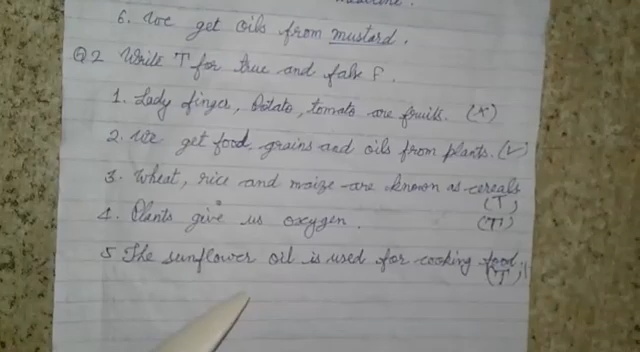 medicine.
6. We get oils from mustard.
Q2 Write T for true and false F.
1. Lady finger, Potato, tomato are fruits. (x)
2. We get food, grains and oils from plants. (✓)
3. Wheat, rice and maize are known as cereals
(T)
4. Plants give us oxygen. (T)
5 The sunflower oil is used for cooking food.
(T)